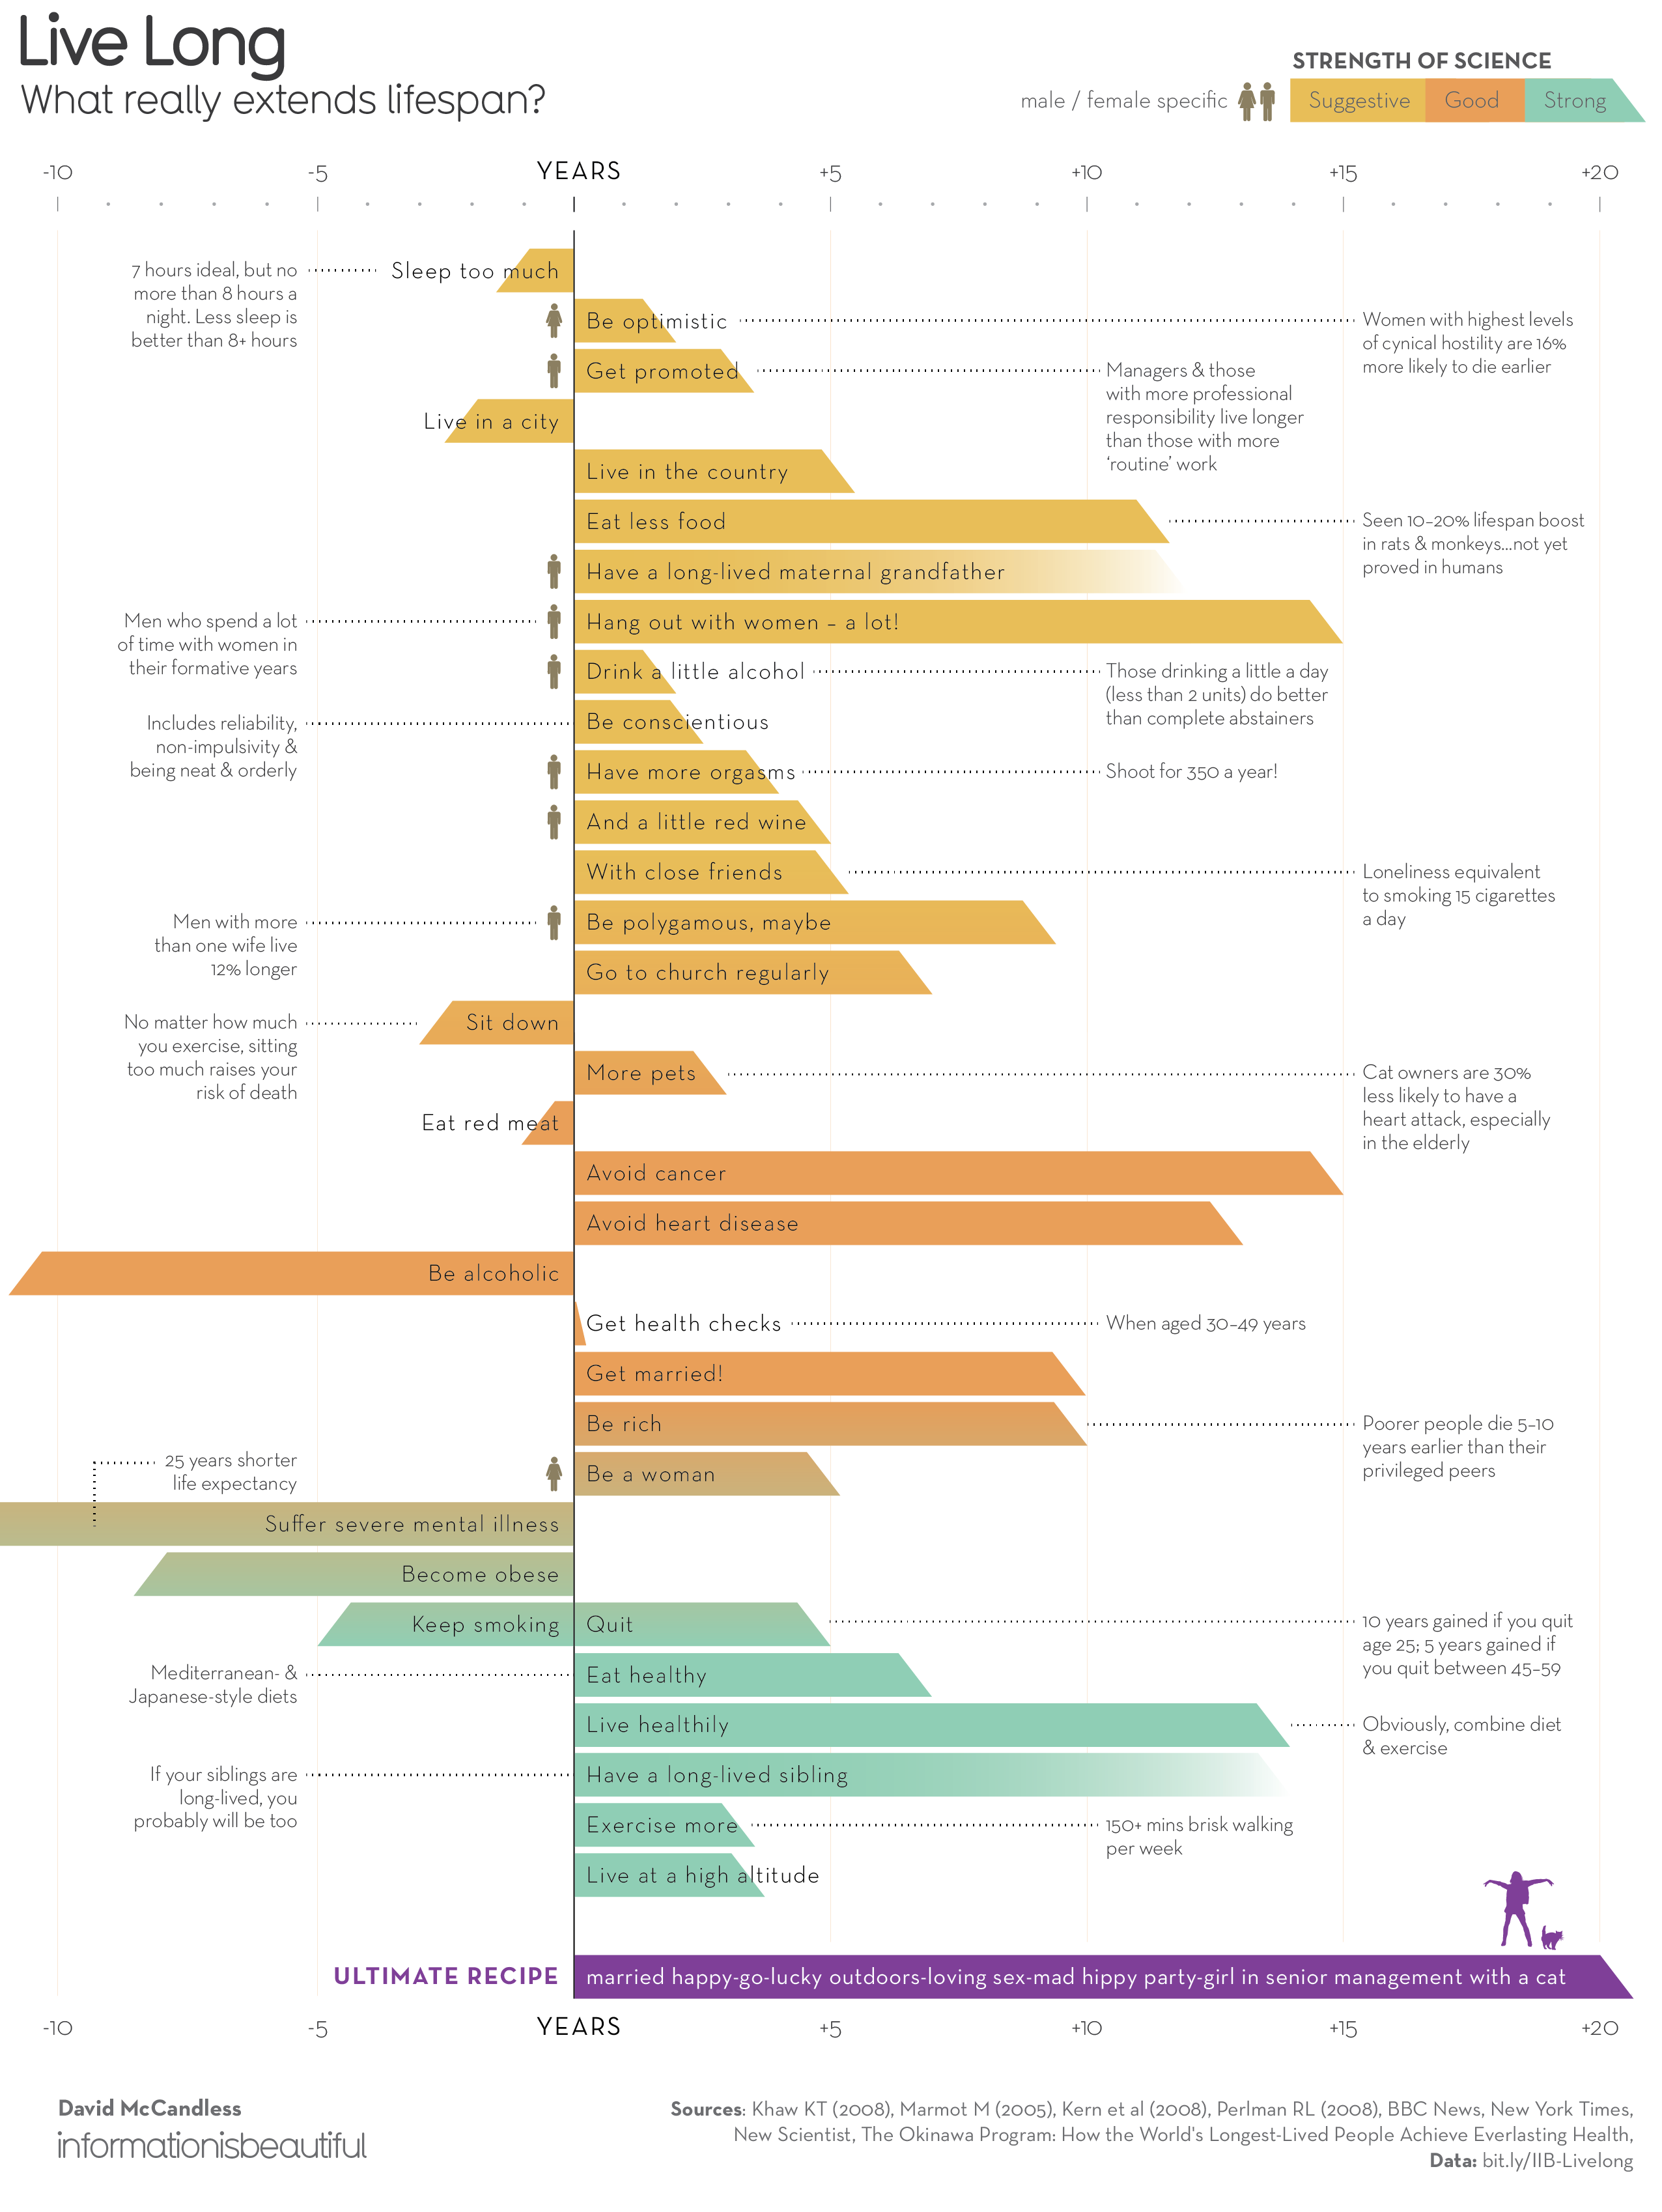 Live Long
What really extends lifespan?
STRENGTH OF SCIENCE
male / female specific
Suggestive Good Strong
-10 -5 YEARS +5 +10 +15 +20
7 hours ideal, but no
more than 8 hours a
night. Less sleep is
better than 8+ hours
Sleep too much
Be optimistic
Women with highest levels
of cynical hostility are 16%
more likely to die earlier
Get promoted
Managers & those
with more professional
responsibility live longer
than those with more
‘routine’ work
Live in a city
Live in the country
Eat less food
Seen 10–20% lifespan boost
in rats & monkeys...not yet
proved in humans
Have a long-lived maternal grandfather
Men who spend a lot
of time with women in
their formative years
Hang out with women – a lot!
Drink a little alcohol
Those drinking a little a day
(less than 2 units) do better
than complete abstainers
Includes reliability,
non-impulsivity &
being neat & orderly
Be conscientious
Have more orgasms
Shoot for 350 a year!
And a little red wine
With close friends
Loneliness equivalent
to smoking 15 cigarettes
a day
Men with more
than one wife live
12% longer
Be polygamous, maybe
Go to church regularly
No matter how much
you exercise, sitting
too much raises your
risk of death
Sit down
More pets
Cat owners are 30%
less likely to have a
heart attack, especially
in the elderly
Eat red meat
Avoid cancer
Avoid heart disease
Be alcoholic
Get health checks
When aged 30–49 years
Get married!
Be rich
Poorer people die 5–10
years earlier than their
privileged peers
25 years shorter
life expectancy
Be a woman
Suffer severe mental illness
Become obese
Keep smoking
Quit
10 years gained if you quit
age 25; 5 years gained if
you quit between 45–59
Mediterranean- &
Japanese-style diets
Eat healthy
Live healthily
Obviously, combine diet
& exercise
If your siblings are
long-lived, you
probably will be too
Have a long-lived sibling
Exercise more
150+ mins brisk walking
per week
Live at a high altitude
ULTIMATE RECIPE
married happy-go-lucky outdoors-loving sex-mad hippy party-girl in senior management with a cat
-10 -5 YEARS +5 +10 +15 +20
David McCandless
informationisbeautiful
Sources: Khaw KT (2008), Marmot M (2005), Kern et al (2008), Perlman RL (2008), BBC News, New York Times,
New Scientist, The Okinawa Program: How the World's Longest-Lived People Achieve Everlasting Health,
Data: bit.ly/IIB-Livelong